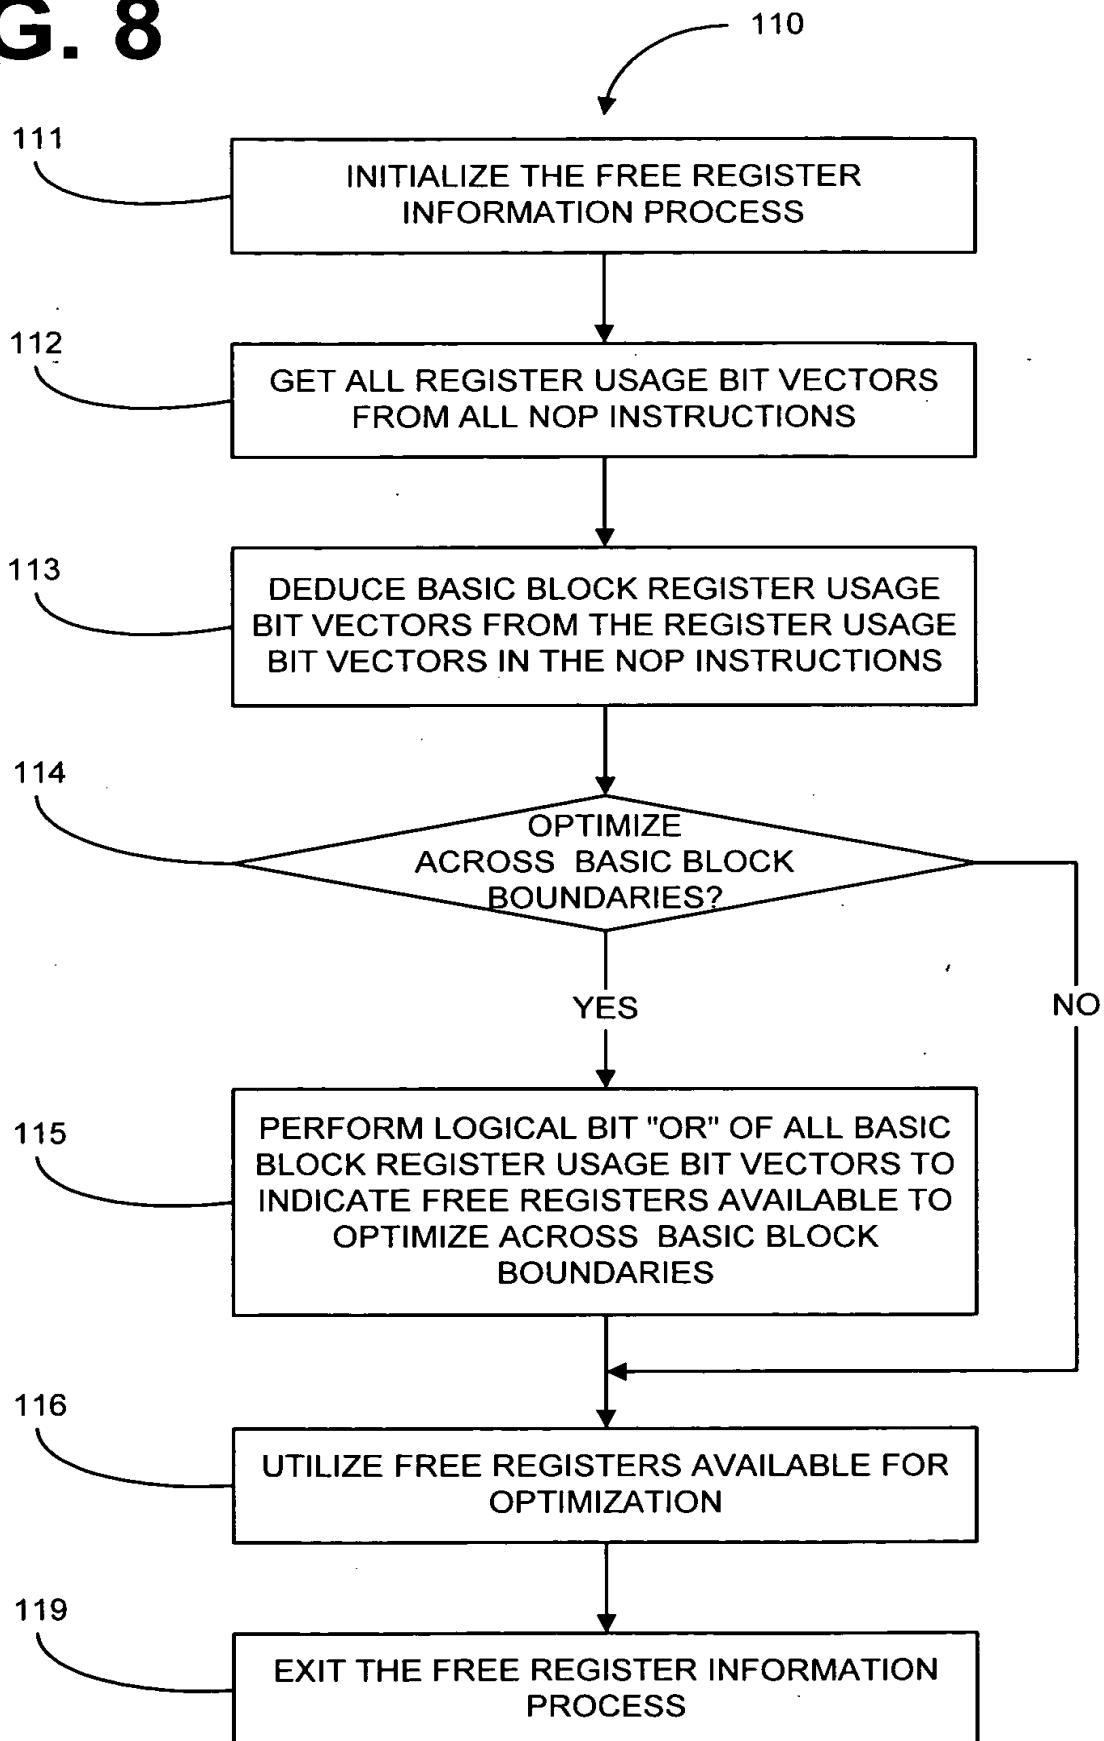 G. 8
110
111
INITIALIZE THE FREE REGISTER
INFORMATION PROCESS
112
GET ALL REGISTER USAGE BIT VECTORS
FROM ALL NOP INSTRUCTIONS
113
DEDUCE BASIC BLOCK REGISTER USAGE
BIT VECTORS FROM THE REGISTER USAGE
BIT VECTORS IN THE NOP INSTRUCTIONS
114
OPTIMIZE
ACROSS BASIC BLOCK
BOUNDARIES?
YES
NO
115
PERFORM LOGICAL BIT "OR" OF ALL BASIC
BLOCK REGISTER USAGE BIT VECTORS TO
INDICATE FREE REGISTERS AVAILABLE TO
OPTIMIZE ACROSS BASIC BLOCK
BOUNDARIES
116
UTILIZE FREE REGISTERS AVAILABLE FOR
OPTIMIZATION
119
EXIT THE FREE REGISTER INFORMATION
PROCESS